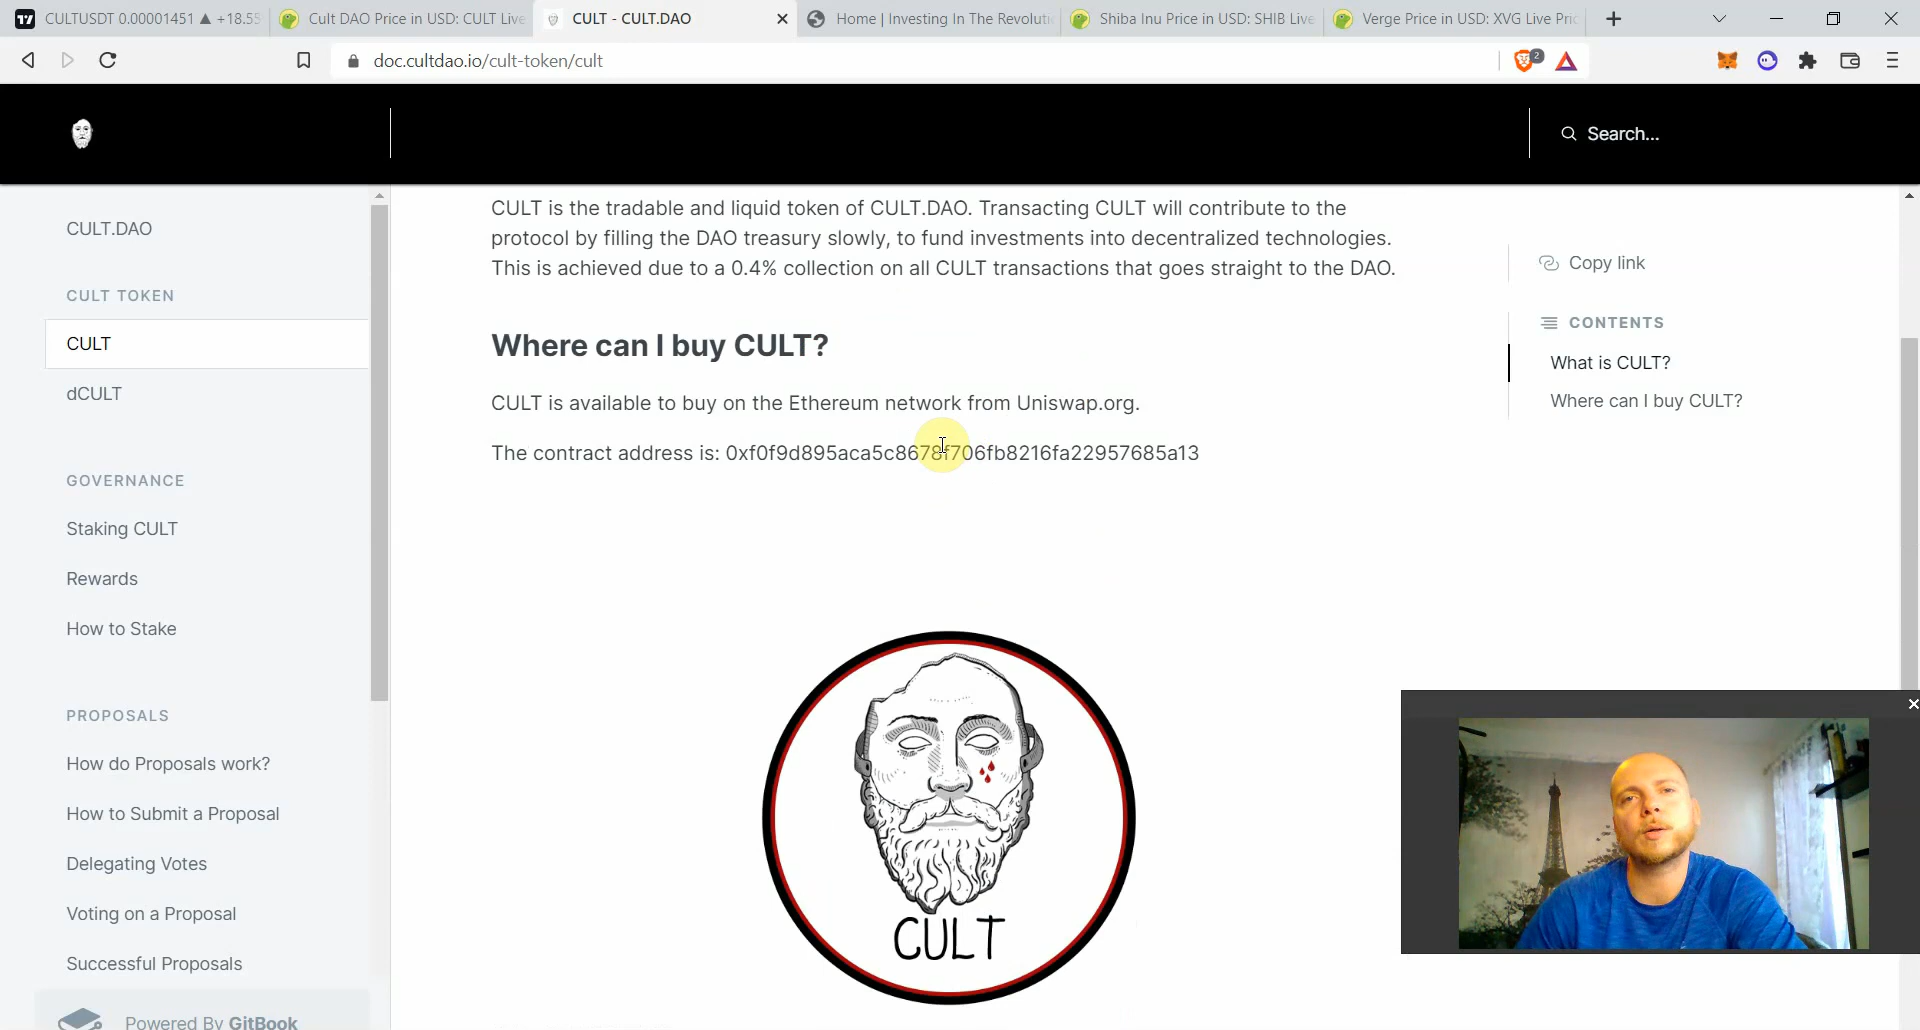 CULTUSDT 0.00001451 ▲ +18.55
Cult DAO Price in USD: CULT Live
CULT - CULT.DAO
Home | Investing In The Revoluti
Shiba Inu Price in USD: SHIB Live
Verge Price in USD: XVG Live Pric
doc.cultdao.io/cult-token/cult
2
Search...
CULT.DAO
CULT TOKEN
CULT
dCULT
GOVERNANCE
Staking CULT
Rewards
How to Stake
PROPOSALS
How do Proposals work?
How to Submit a Proposal
Delegating Votes
Voting on a Proposal
Successful Proposals
Powered By GitBook
CULT is the tradable and liquid token of CULT.DAO. Transacting CULT will contribute to the
protocol by filling the DAO treasury slowly, to fund investments into decentralized technologies.
This is achieved due to a 0.4% collection on all CULT transactions that goes straight to the DAO.
Where can I buy CULT?
CULT is available to buy on the Ethereum network from Uniswap.org.
The contract address is: 0xf0f9d895aca5c8678f706fb8216fa22957685a13
CULT
Copy link
CONTENTS
What is CULT?
Where can I buy CULT?